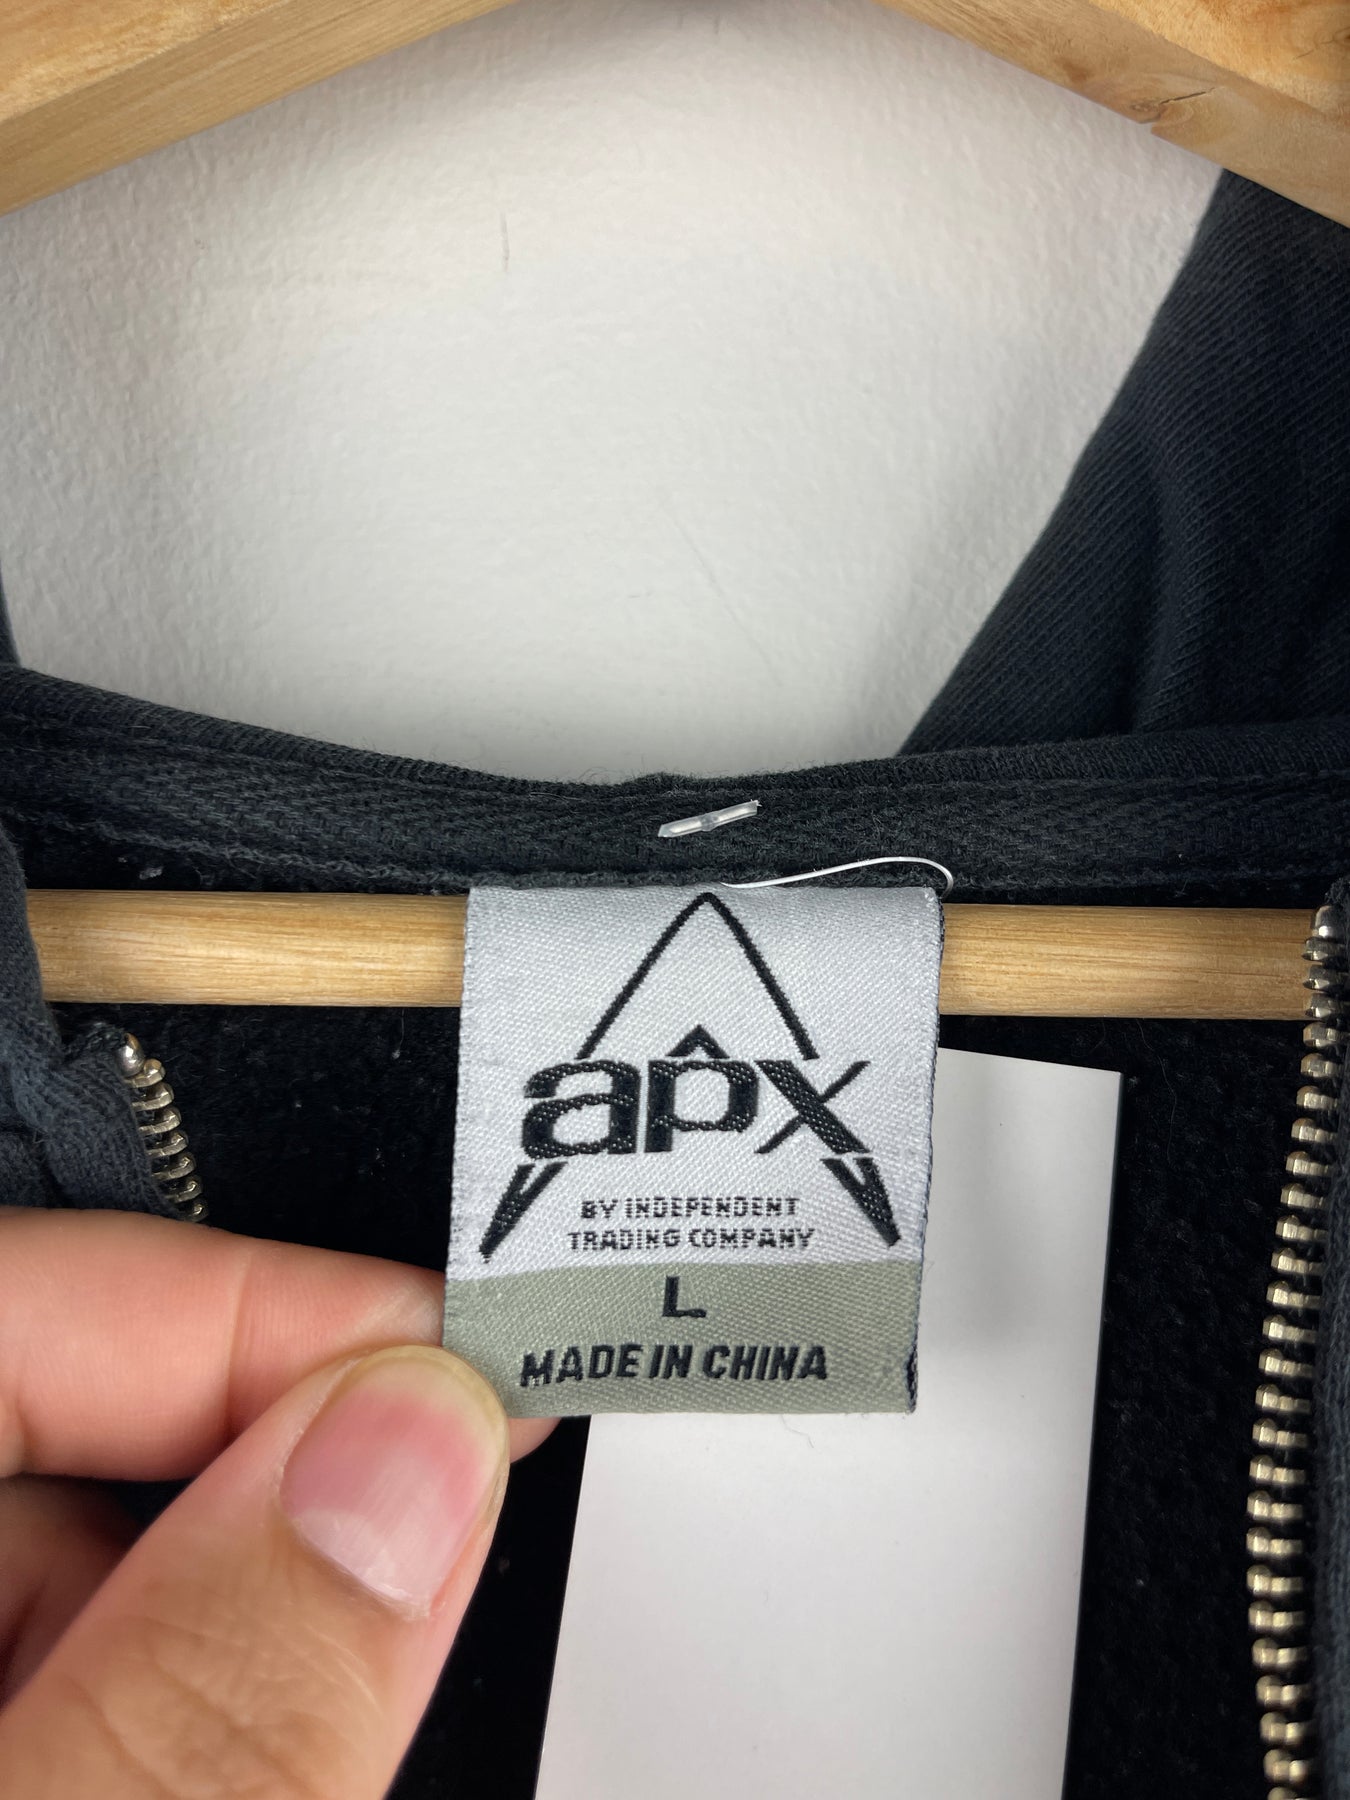 apx
BY INDEPENDENT
TRADING COMPANY
L
MADE IN CHINA